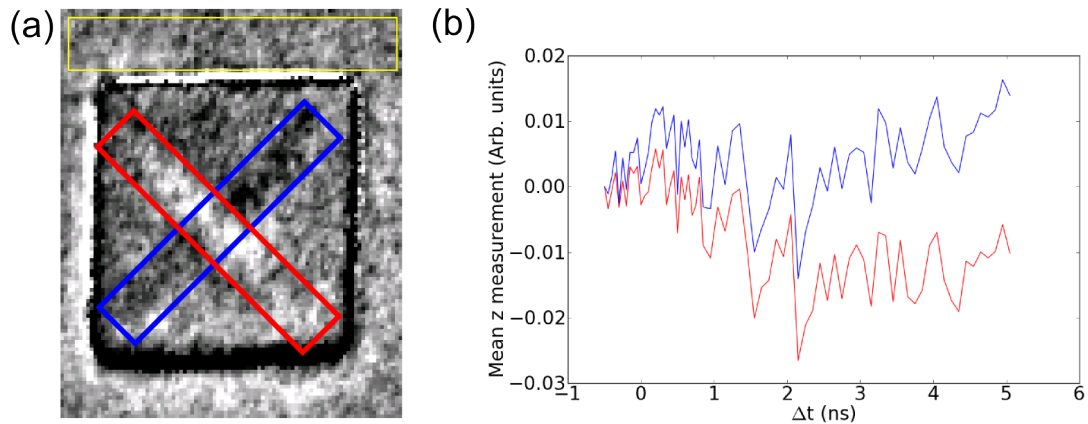 (a)
(b)
0.02
0.01
0.00
−0.01
−0.02
−0.03
Mean z measurement (Arb. units)
−1 0 1 2 3 4 5 6
Δt (ns)